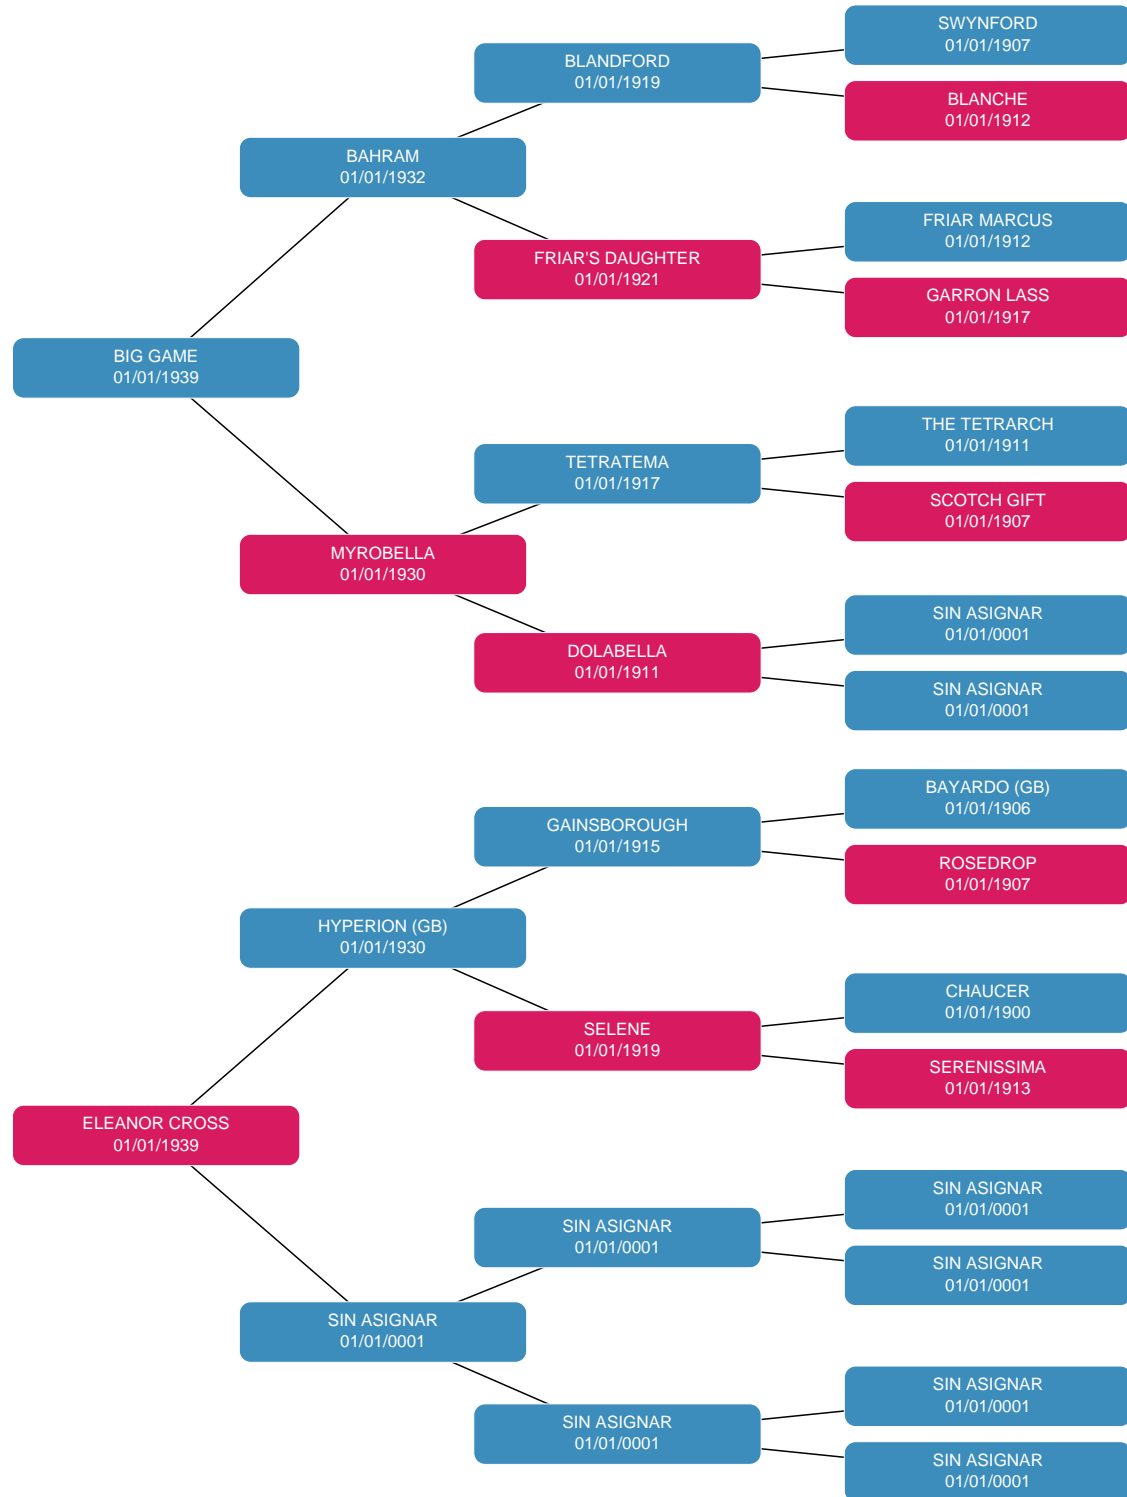 SWYNFORD
01/01/1907
BLANDFORD
01/01/1919
BLANCHE
01/01/1912
BAHRAM
01/01/1932
FRIAR MARCUS
01/01/1912
FRIAR'S DAUGHTER
01/01/1921
GARRON LASS
01/01/1917
BIG GAME
01/01/1939
THE TETRARCH
01/01/1911
TETRATEMA
01/01/1917
SCOTCH GIFT
01/01/1907
MYROBELLA
01/01/1930
SIN ASIGNAR
01/01/0001
DOLABELLA
01/01/1911
SIN ASIGNAR
01/01/0001
BAYARDO (GB)
01/01/1906
GAINSBOROUGH
01/01/1915
ROSEDROP
01/01/1907
HYPERION (GB)
01/01/1930
CHAUCER
01/01/1900
SELENE
01/01/1919
SERENISSIMA
01/01/1913
ELEANOR CROSS
01/01/1939
SIN ASIGNAR
01/01/0001
SIN ASIGNAR
01/01/0001
SIN ASIGNAR
01/01/0001
SIN ASIGNAR
01/01/0001
SIN ASIGNAR
01/01/0001
SIN ASIGNAR
01/01/0001
SIN ASIGNAR
01/01/0001